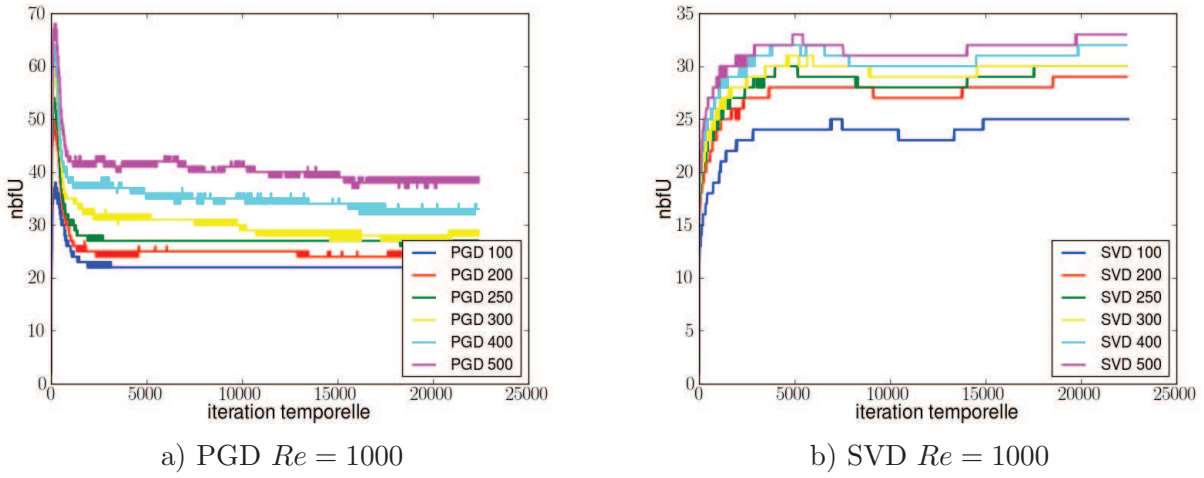 70
60
50
40
30
20
10
0
nbfU
0
5000
10000
15000
20000
25000
iteration temporelle
PGD 100
PGD 200
PGD 250
PGD 300
PGD 400
PGD 500
a) PGD Re = 1000
35
30
25
20
15
10
5
0
nbfU
0
5000
10000
15000
20000
25000
iteration temporelle
SVD 100
SVD 200
SVD 250
SVD 300
SVD 400
SVD 500
b) SVD Re = 1000